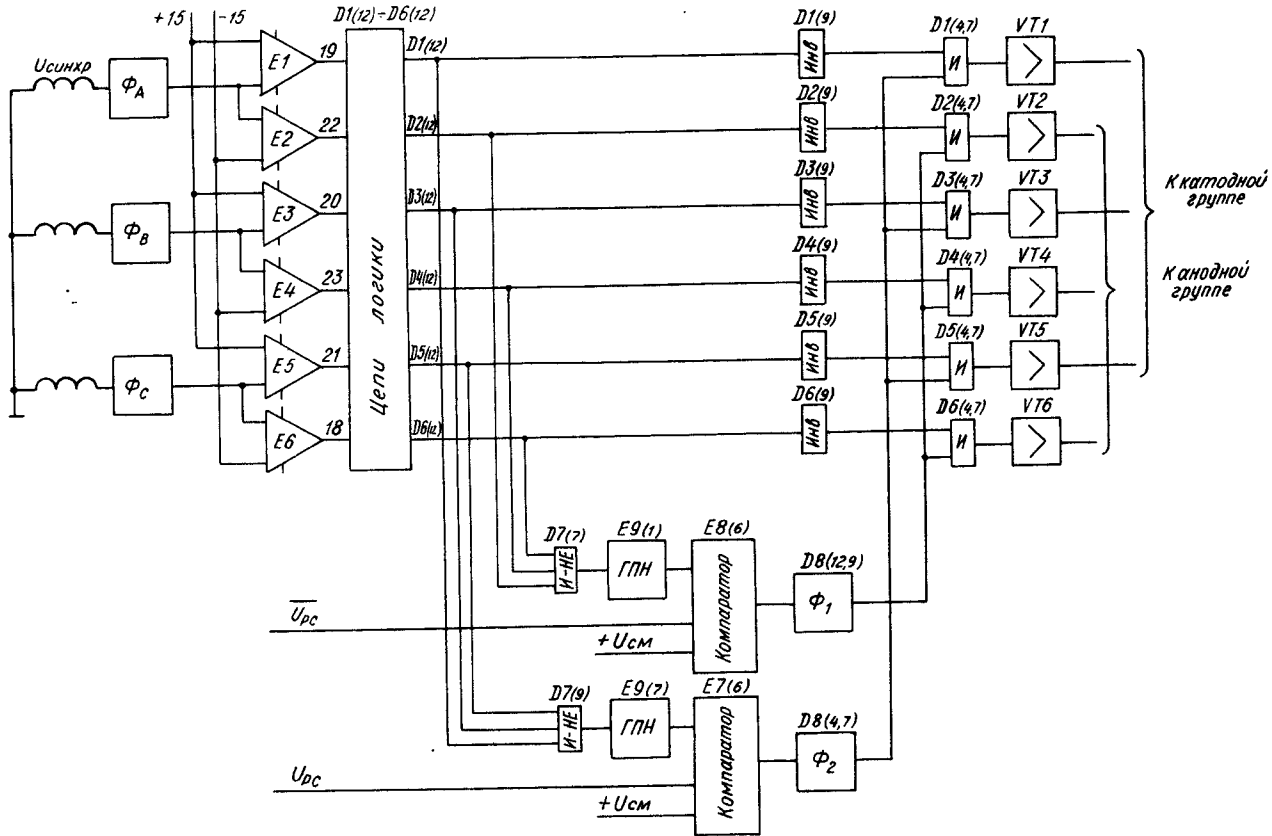 +15 -15
D1(12)÷D6(12)
Uсинхр
ФА
ФВ
ФС
E1 19
E2 22
E3 20
E4 23
E5 21
E6 18
Цепи логики
D1(12)
D2(12)
D3(12)
D4(12)
D5(12)
D6(12)
D1(9)
Инв
D2(9)
Инв
D3(9)
Инв
D4(9)
Инв
D5(9)
Инв
D6(9)
Инв
D1(4,7)
И
D2(4,7)
И
D3(4,7)
И
D4(4,7)
И
D5(4,7)
И
D6(4,7)
И
VT1
>
VT2
>
VT3
>
VT4
>
VT5
>
VT6
>
К катодной
группе
К анодной
группе
D7(7)
И-НЕ
E9(1)
ГПН
E8(6)
Компаратор
D8(12,9)
Ф1
U̅рс
+Uсм
D7(9)
И-НЕ
E9(7)
ГПН
E7(6)
Компаратор
D8(4,7)
Ф2
Uрс
+Uсм